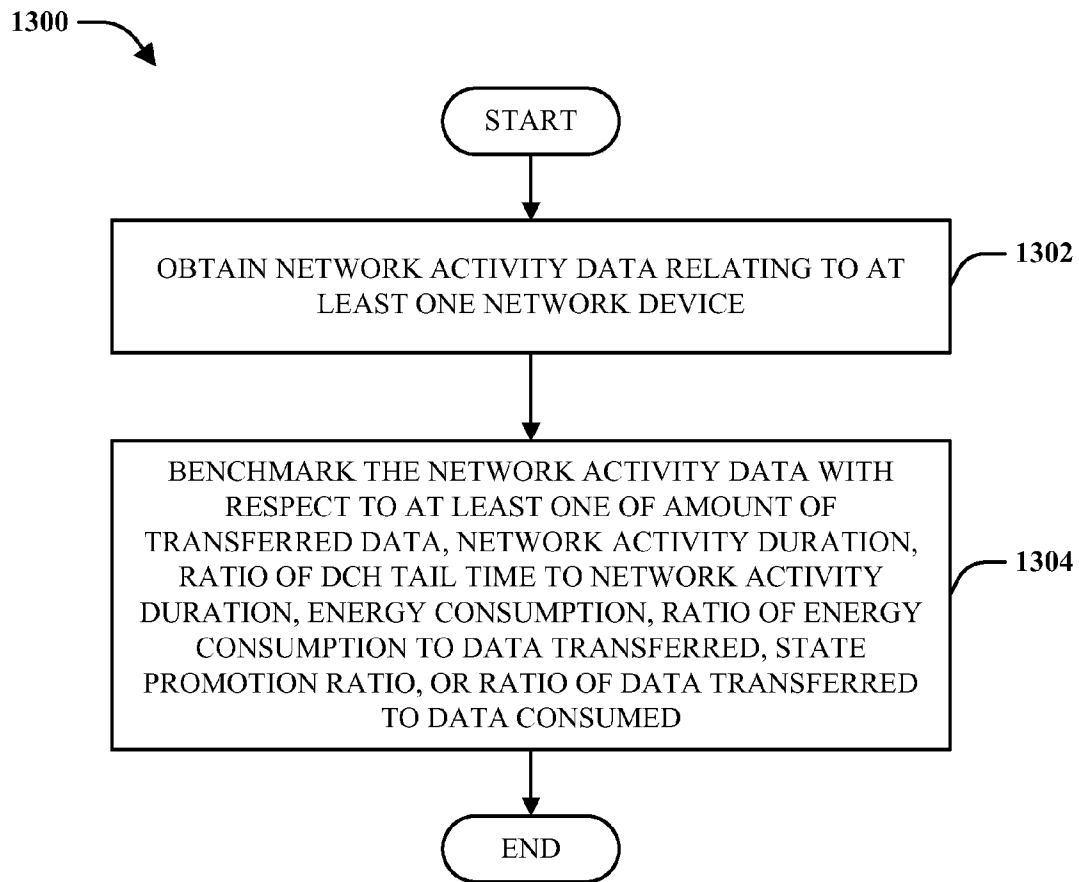 1300
START
OBTAIN NETWORK ACTIVITY DATA RELATING TO AT
LEAST ONE NETWORK DEVICE
1302
BENCHMARK THE NETWORK ACTIVITY DATA WITH
RESPECT TO AT LEAST ONE OF AMOUNT OF
TRANSFERRED DATA, NETWORK ACTIVITY DURATION,
RATIO OF DCH TAIL TIME TO NETWORK ACTIVITY
DURATION, ENERGY CONSUMPTION, RATIO OF ENERGY
CONSUMPTION TO DATA TRANSFERRED, STATE
PROMOTION RATIO, OR RATIO OF DATA TRANSFERRED
TO DATA CONSUMED
1304
END